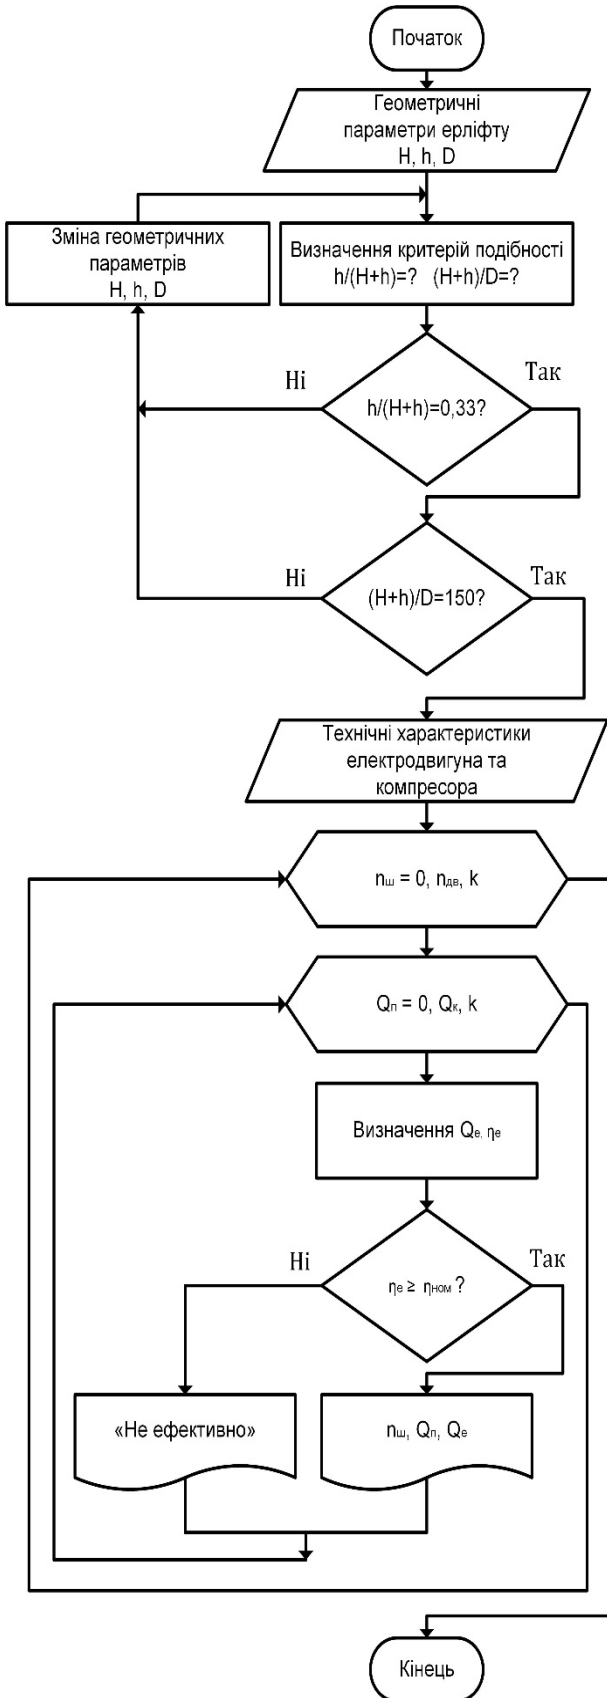 Початок
Геометричні
параметри ерліфту
H, h, D
Зміна геометричних
параметрів
H, h, D
Визначення критерій подібності
h/(H+h)=? (H+h)/D=?
Ні
Так
h/(H+h)=0,33?
Ні
Так
(H+h)/D=150?
Технічні характеристики
електродвигуна та
компресора
nш = 0, nдв, k
Qп = 0, Qк, k
Визначення Qе, ηе
Ні
Так
ηе ≥ ηном ?
«Не ефективно»
nш, Qп, Qе
Кінець